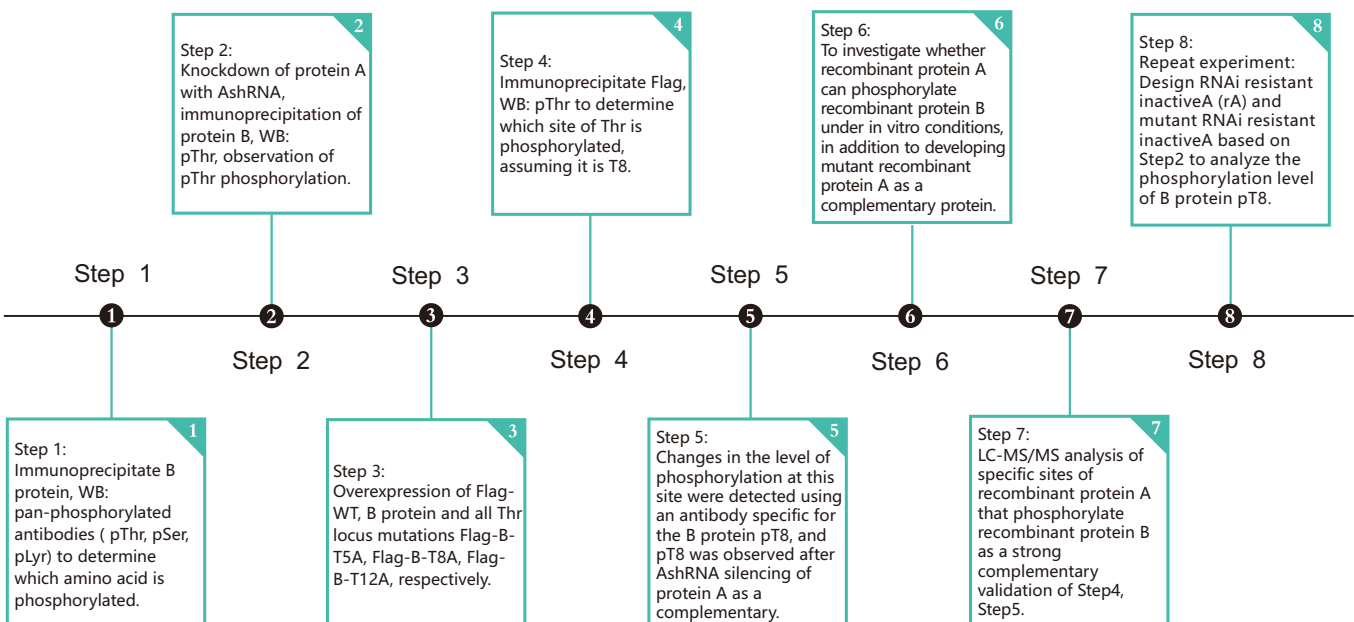 2
Step 2:
Knockdown of protein A
with AshRNA,
immunoprecipitation of
protein B, WB:
pThr, observation of
pThr phosphorylation.
4
Step 4:
Immunoprecipitate Flag,
WB: pThr to determine
which site of Thr is
phosphorylated,
assuming it is T8.
6
Step 6:
To investigate whether
recombinant protein A
can phosphorylate
recombinant protein B
under in vitro conditions,
in addition to developing
mutant recombinant
protein A as a
complementary protein.
8
Step 8:
Repeat experiment:
Design RNAi resistant
inactiveA (rA) and
mutant RNAi resistant
inactiveA based on
Step2 to analyze the
phosphorylation level
of B protein pT8.
Step 1
Step 3
Step 5
Step 7
1
2
3
4
5
6
7
8
Step 2
Step 4
Step 6
Step 8
1
Step 1:
Immunoprecipitate B
protein, WB:
pan-phosphorylated
antibodies ( pThr, pSer,
pLyr) to determine
which amino acid is
phosphorylated.
3
Step 3:
Overexpression of Flag-
WT, B protein and all Thr
locus mutations Flag-B-
T5A, Flag-B-T8A, Flag-
B-T12A, respectively.
5
Step 5:
Changes in the level of
phosphorylation at this
site were detected using
an antibody specific for
the B protein pT8, and
pT8 was observed after
AshRNA silencing of
protein A as a
complementary.
7
Step 7:
LC-MS/MS analysis of
specific sites of
recombinant protein A
that phosphorylate
recombinant protein B
as a strong
complementary
validation of Step4,
Step5.